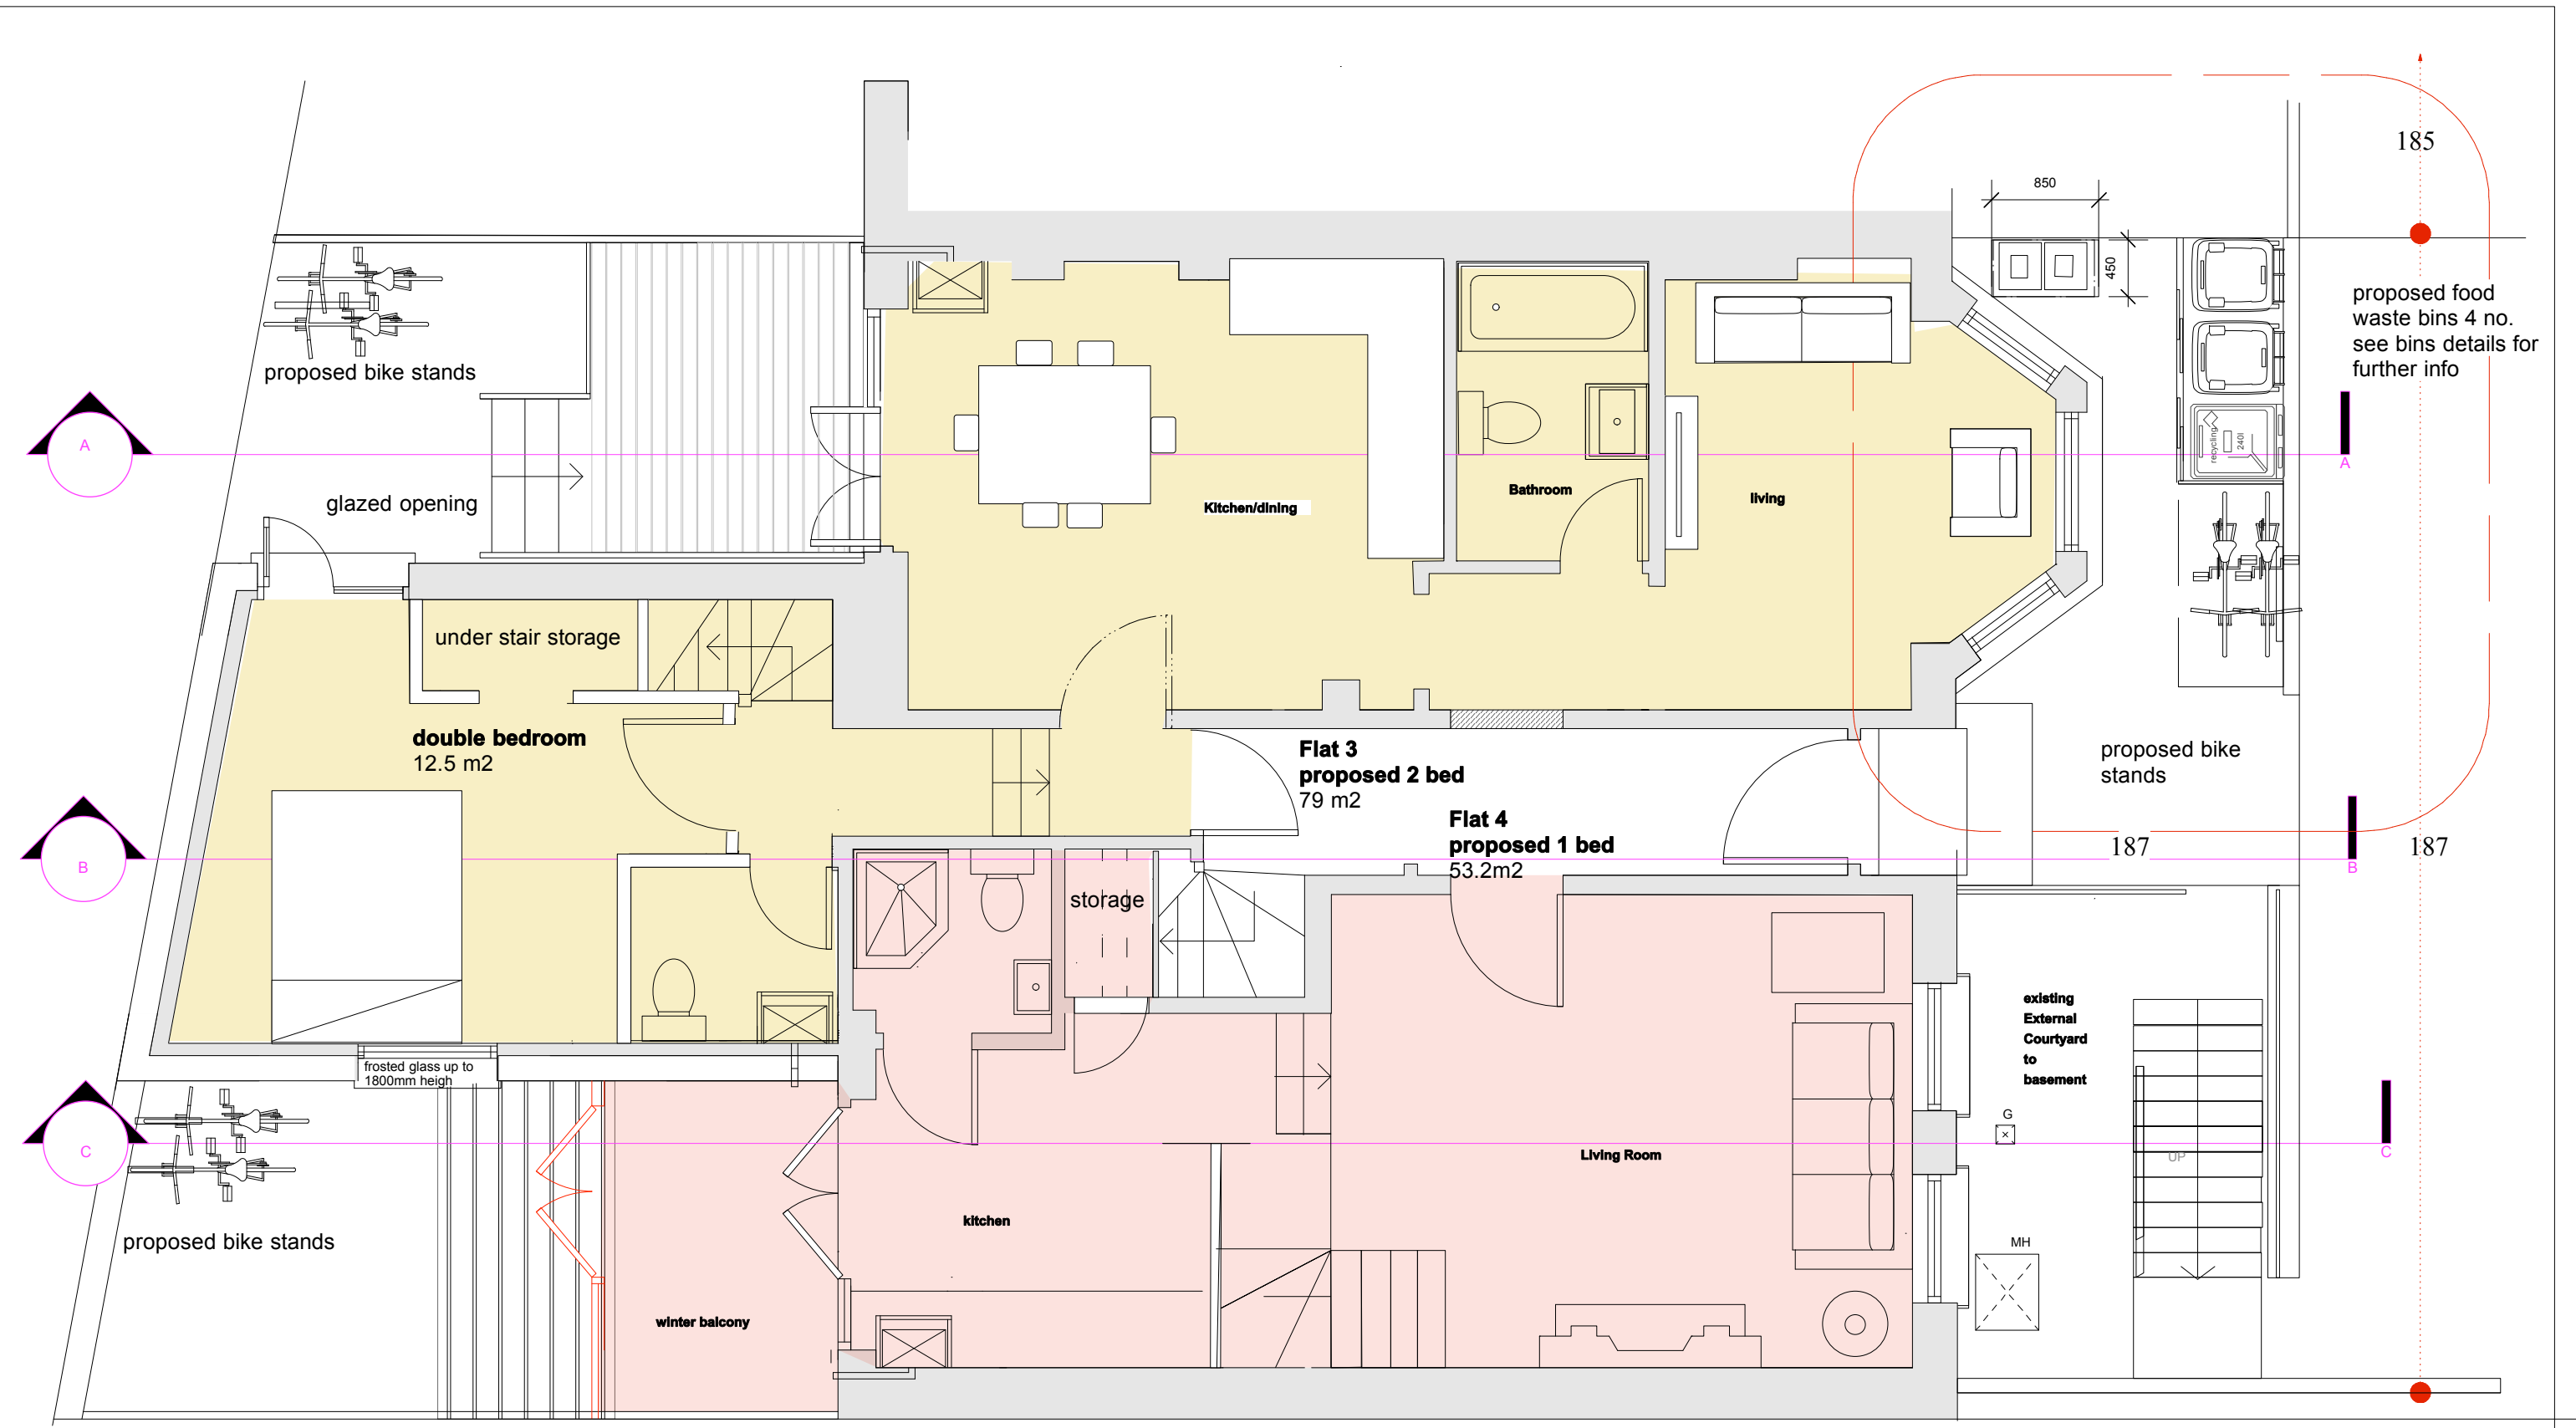 185
850
450
proposed food
waste bins 4 no.
see bins details for
further info
proposed bike stands
A
A
recycling
240l
glazed opening
Kitchen/dining
Bathroom
living
under stair storage
double bedroom
12.5 m2
Flat 3
proposed 2 bed
79 m2
Flat 4
proposed 1 bed
53.2m2
proposed bike
stands
187
187
B
B
storage
existing
External
Courtyard
to
basement
frosted glass up to
1800mm heigh
G
C
C
UP
Living Room
kitchen
proposed bike stands
MH
winter balcony